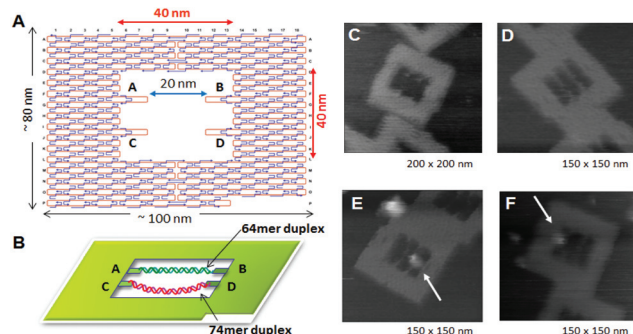 A
40 nm
A B
20 nm
40 nm
C D
~ 80 nm
~ 100 nm
B
64mer duplex
A B
C D
74mer duplex
C
200 x 200 nm
D
150 x 150 nm
E
150 x 150 nm
F
150 x 150 nm